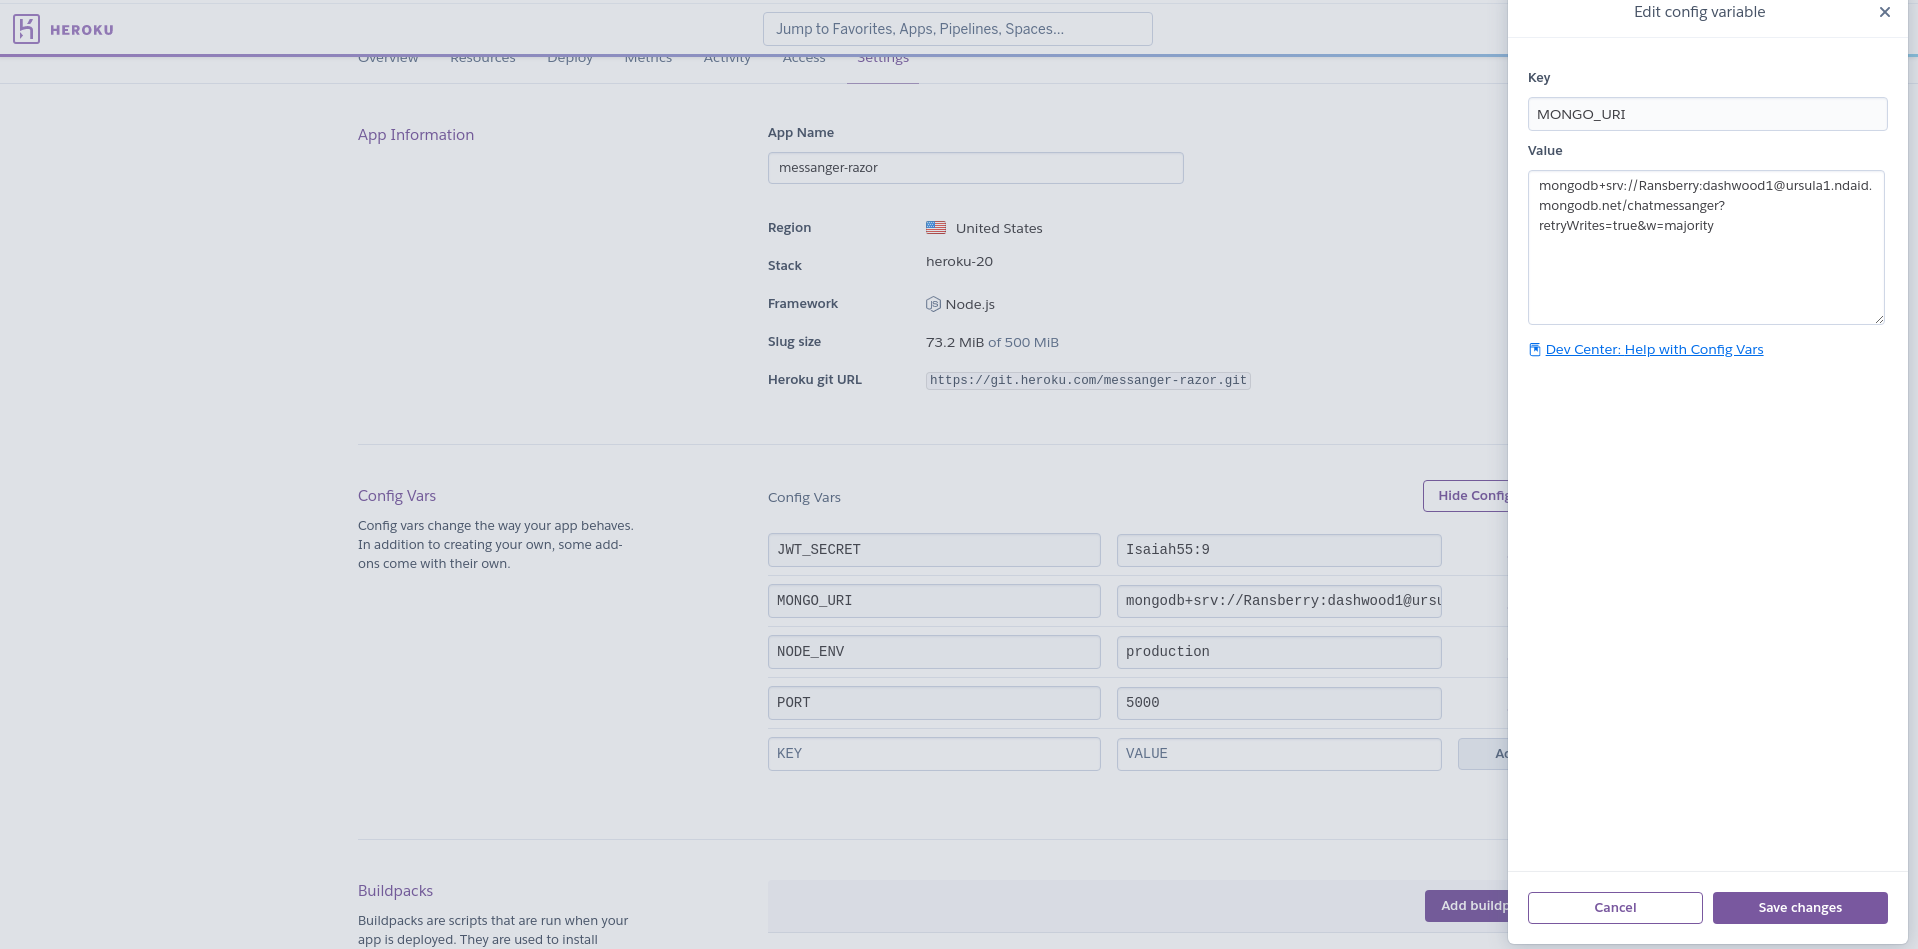 HEROKU
Jump to Favorites, Apps, Pipelines, Spaces...
Overview Resources Deploy Metrics Activity Access Settings
App Information
App Name
messanger-razor
Region United States
Stack heroku-20
Framework Node.js
Slug size 73.2 MiB of 500 MiB
Heroku git URL https://git.heroku.com/messanger-razor.git
Config Vars
Config vars change the way your app behaves.
In addition to creating your own, some add-
ons come with their own.
Config Vars
Hide Config
JWT_SECRET Isaiah55:9
MONGO_URI mongodb+srv://Ransberry:dashwood1@ursu
NODE_ENV production
PORT 5000
KEY VALUE
Buildpacks
Buildpacks are scripts that are run when your
app is deployed. They are used to install
Add buildp
Edit config variable
Key
MONGO_URI
Value
mongodb+srv://Ransberry:dashwood1@ursula1.ndaid.
mongodb.net/chatmessanger?
retryWrites=true&w=majority
Dev Center: Help with Config Vars
Cancel Save changes